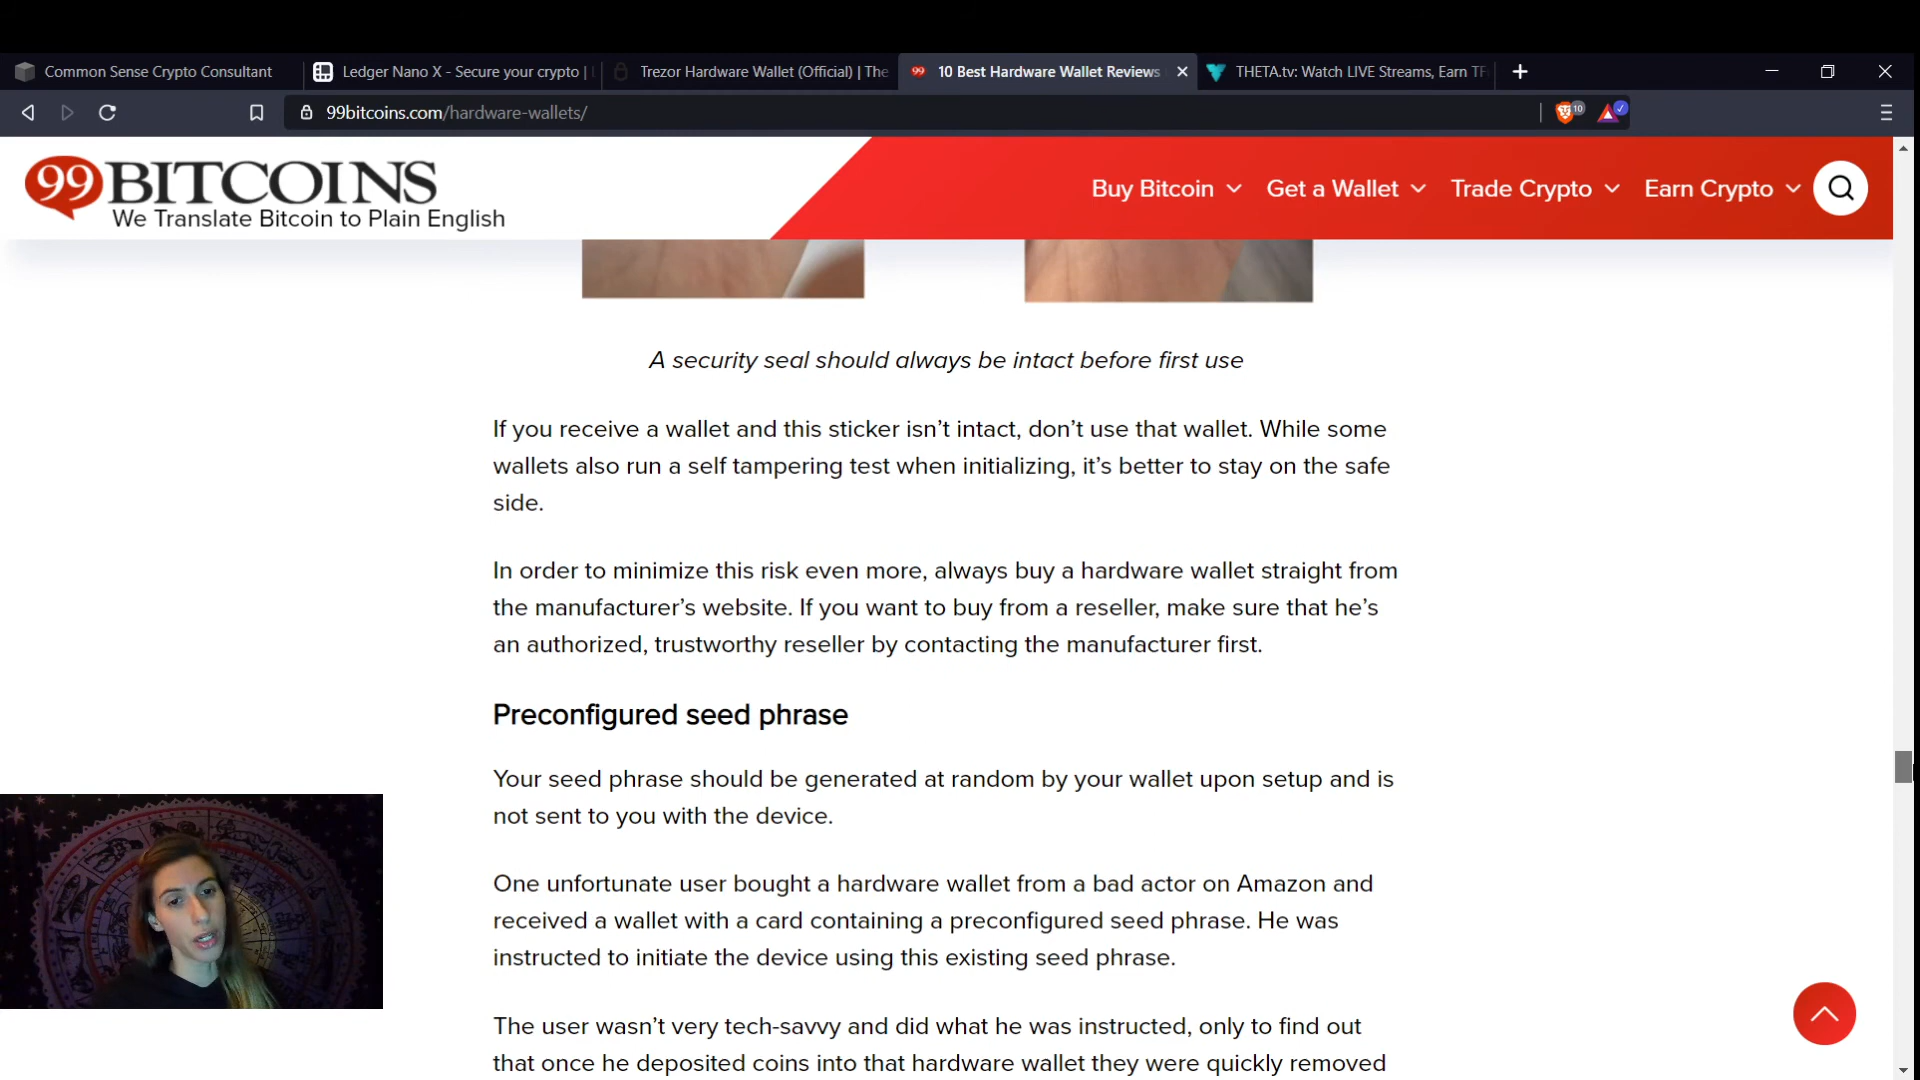 Common Sense Crypto Consultant
Ledger Nano X - Secure your crypto |
Trezor Hardware Wallet (Official) | The
99 10 Best Hardware Wallet Reviews
THETA.tv: Watch LIVE Streams, Earn TF
99bitcoins.com/hardware-wallets/
10
99BITCOINS
We Translate Bitcoin to Plain English
Buy Bitcoin Get a Wallet Trade Crypto Earn Crypto
A security seal should always be intact before first use
If you receive a wallet and this sticker isn’t intact, don’t use that wallet. While some
wallets also run a self tampering test when initializing, it’s better to stay on the safe
side.
In order to minimize this risk even more, always buy a hardware wallet straight from
the manufacturer’s website. If you want to buy from a reseller, make sure that he’s
an authorized, trustworthy reseller by contacting the manufacturer first.
Preconfigured seed phrase
Your seed phrase should be generated at random by your wallet upon setup and is
not sent to you with the device.
One unfortunate user bought a hardware wallet from a bad actor on Amazon and
received a wallet with a card containing a preconfigured seed phrase. He was
instructed to initiate the device using this existing seed phrase.
The user wasn’t very tech-savvy and did what he was instructed, only to find out
that once he deposited coins into that hardware wallet they were quickly removed